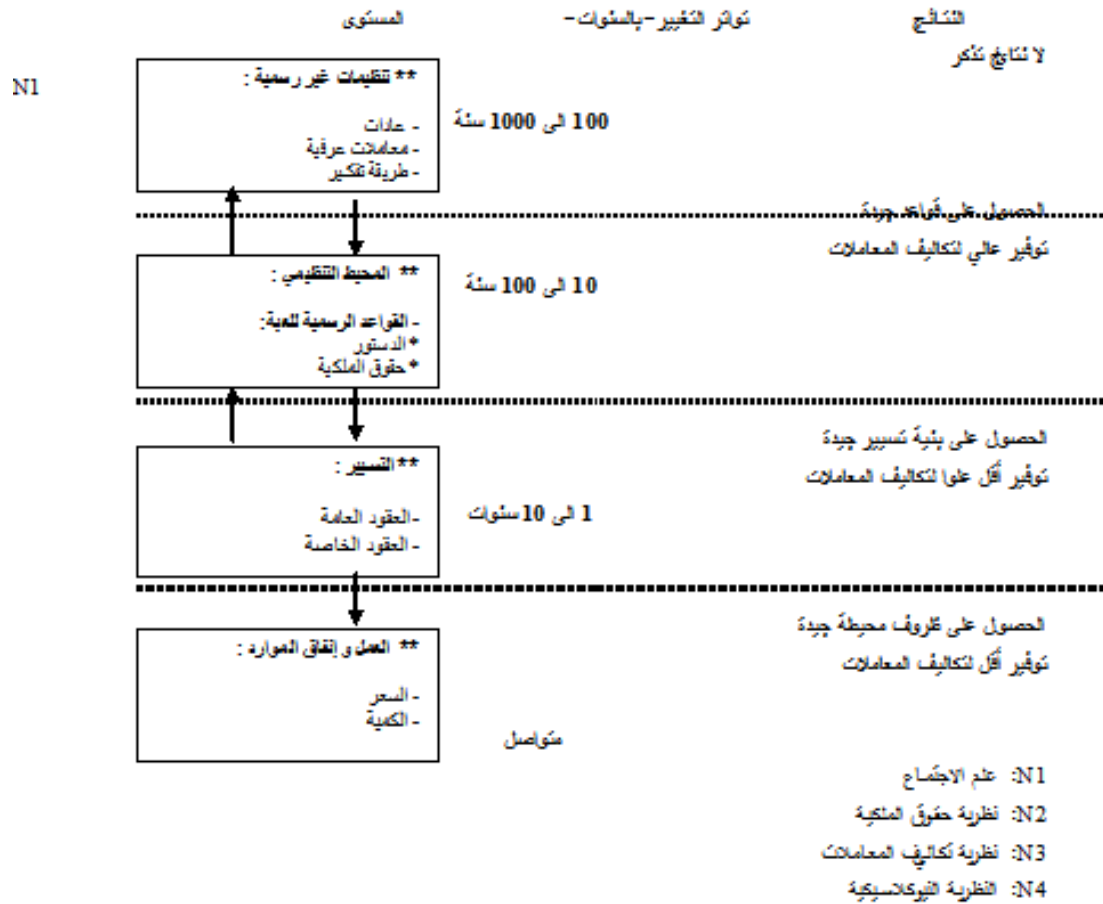 المستوى	تواتر التغيير-بالسنوات-	النتائج
لا نتائج تذكر
N1
** تنظيمات غير رسمية :
- عادات
- معاملات عرفية
- طريقة تفكير
100 الى 1000 سنة
الحصول على قواعد جيدة
توفير عالي لتكاليف المعاملات
** المحيط التنظيمي :
- القواعد الرسمية للعبة:
*الدستور
*حقوق الملكية
10 الى 100 سنة
الحصول على بنية تسيير جيدة
توفير أقل علوا لتكاليف المعاملات
**التسيير :
-العقود العامة
- العقود الخاصة
1 الى 10 سنوات
الحصول على ظروف محيطة جيدة
توفير أقل لتكاليف المعاملات
** العمل و إنفاق الموارد :
- السعر
- الكمية
متواصل
N1: علم الاجتماع
N2: نظرية حقوق الملكية
N3: نظرية تكاليف المعاملات
N4: النظرية النيوكلاسيكية